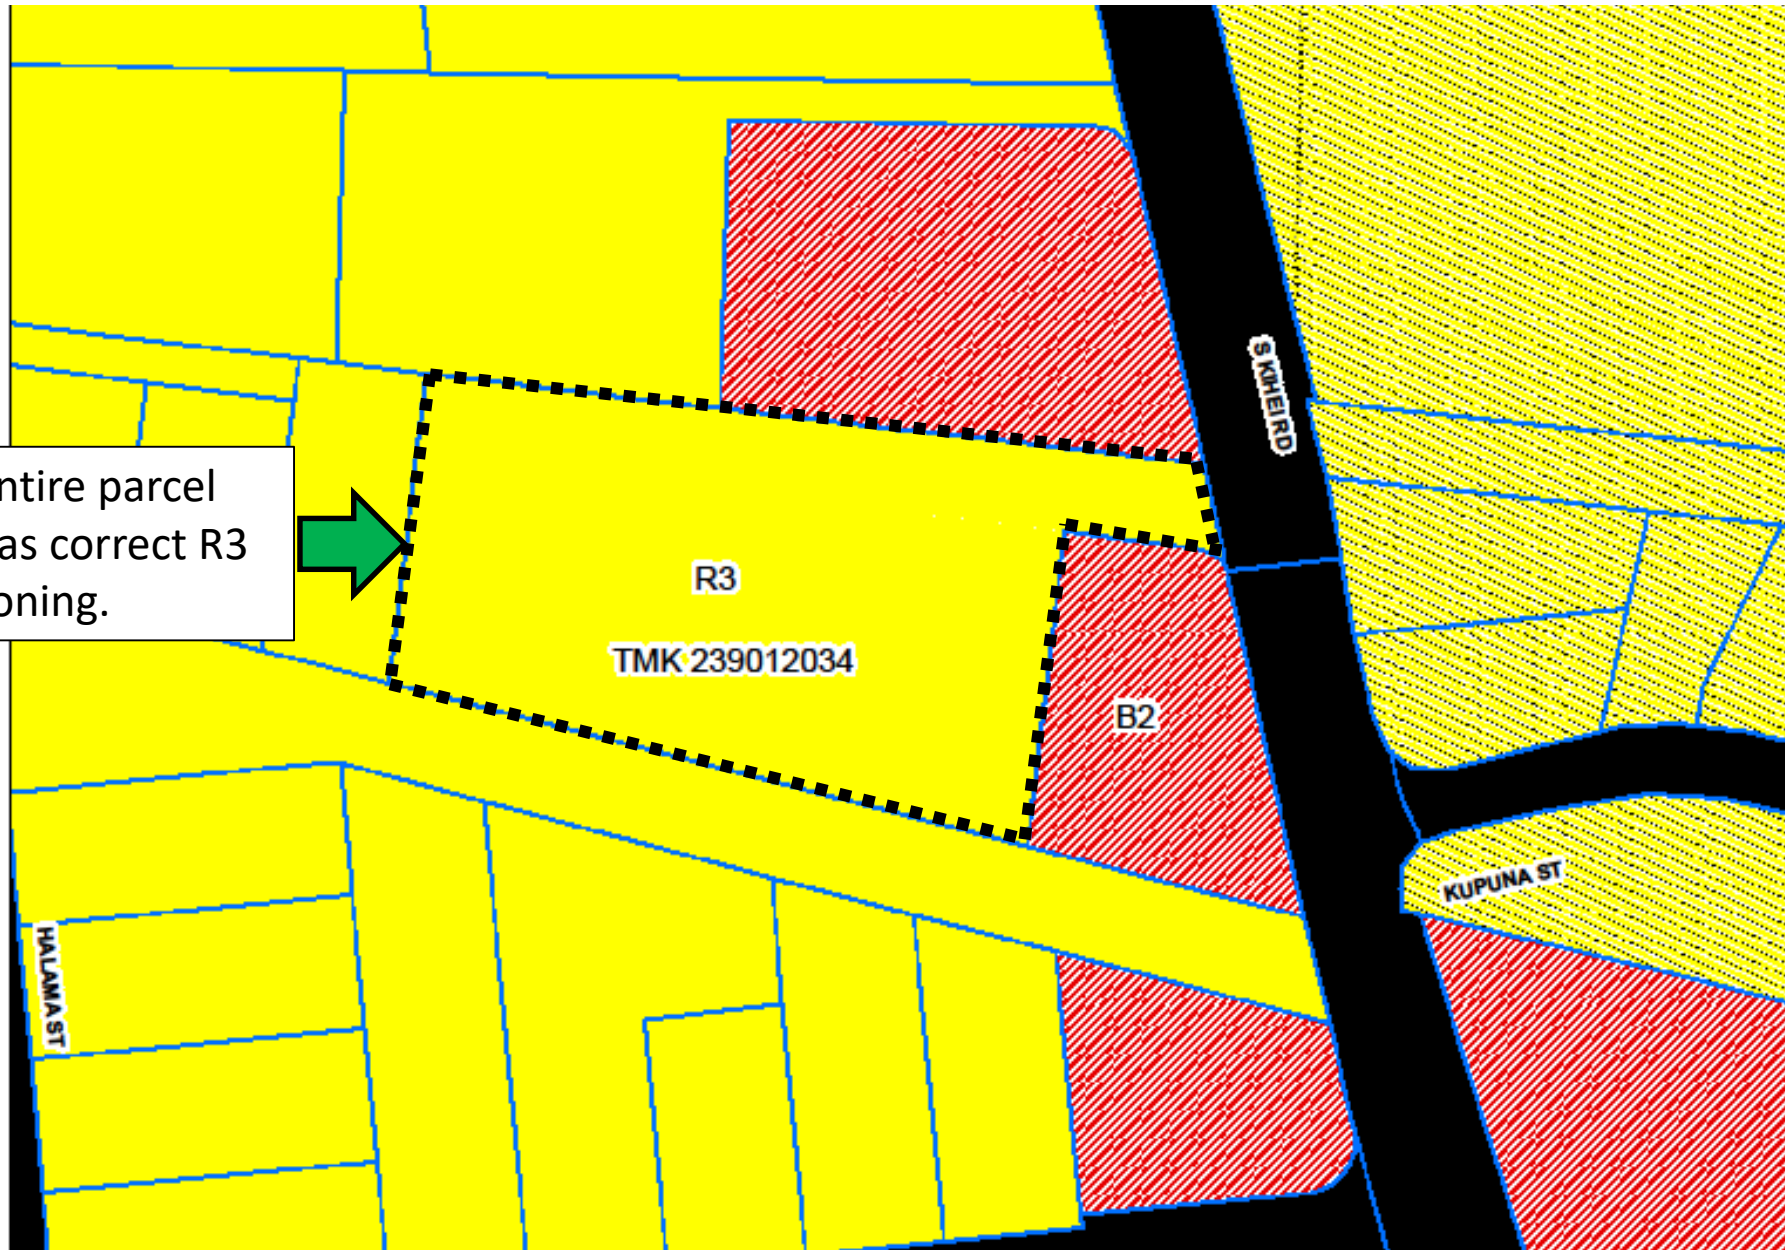 S KIHEI RD
ntire parcel
as correct R3
oning.
R3
TMK 239012034
B2
KUPUNA ST
HALAMA ST